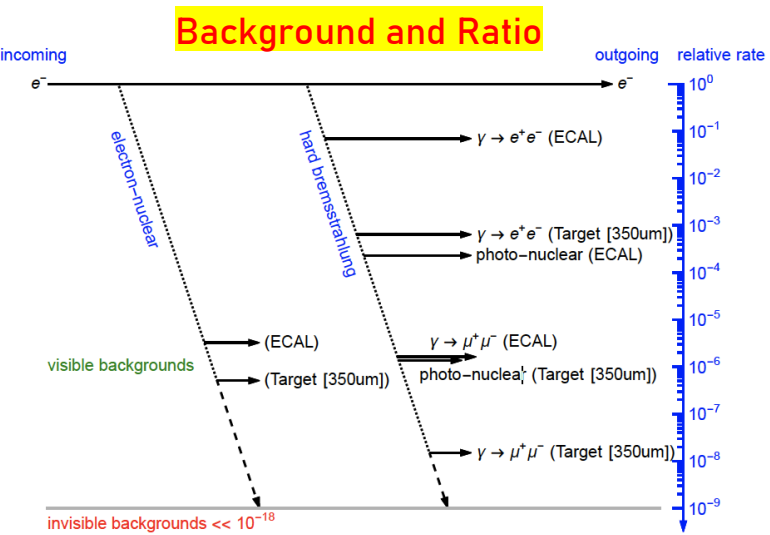 Background and Ratio
incoming
outgoing
relative rate
e⁻
e⁻
10⁰
electron−nuclear
hard bremsstrahlung
γ → e⁺e⁻ (ECAL)
10⁻¹
10⁻²
γ → e⁺e⁻ (Target [350um])
10⁻³
photo−nuclear (ECAL)
10⁻⁴
10⁻⁵
(ECAL)
γ → μ⁺μ⁻ (ECAL)
visible backgrounds
10⁻⁶
(Target [350um])
photo−nuclear (Target [350um])
10⁻⁷
γ → μ⁺μ⁻ (Target [350um])
10⁻⁸
10⁻⁹
invisible backgrounds << 10⁻¹⁸